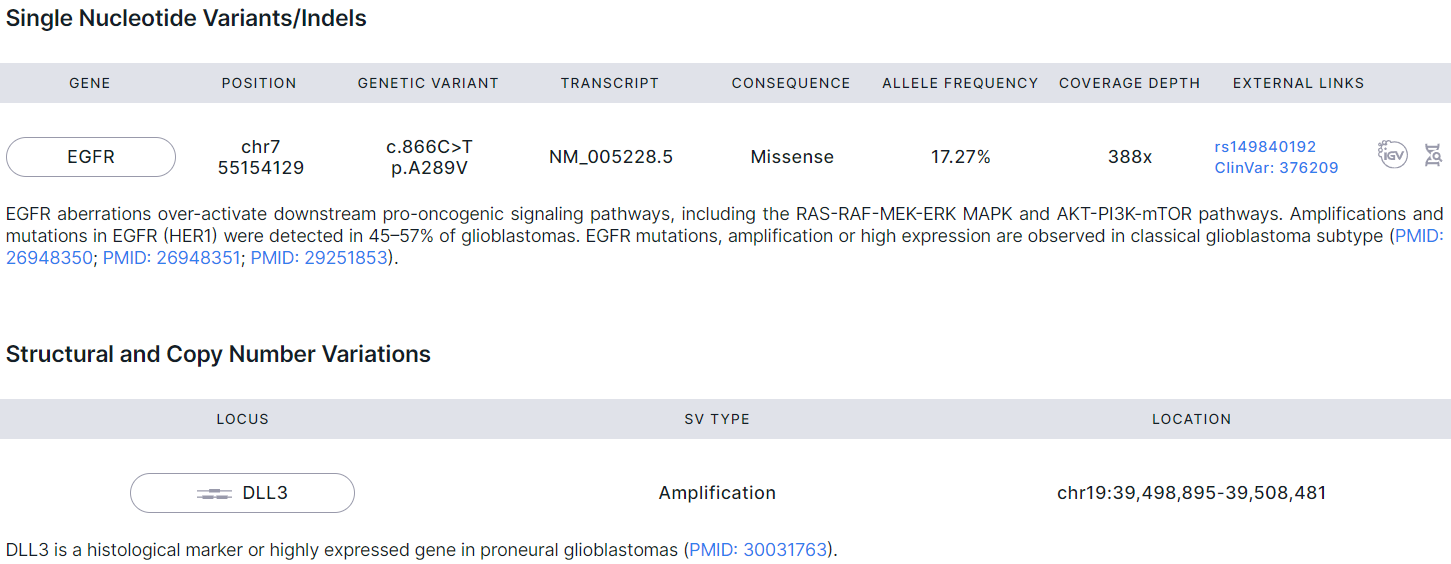 Single Nucleotide Variants/Indels
GENE POSITION GENETIC VARIANT TRANSCRIPT CONSEQUENCE ALLELE FREQUENCY COVERAGE DEPTH EXTERNAL LINKS
EGFR chr7 55154129 c.866C>T p.A289V NM_005228.5 Missense 17.27% 388x rs149840192 ClinVar: 376209 IGV
EGFR aberrations over-activate downstream pro-oncogenic signaling pathways, including the RAS-RAF-MEK-ERK MAPK and AKT-PI3K-mTOR pathways. Amplifications and
mutations in EGFR (HER1) were detected in 45–57% of glioblastomas. EGFR mutations, amplification or high expression are observed in classical glioblastoma subtype (PMID:
26948350; PMID: 26948351; PMID: 29251853).
Structural and Copy Number Variations
LOCUS SV TYPE LOCATION
DLL3 Amplification chr19:39,498,895-39,508,481
DLL3 is a histological marker or highly expressed gene in proneural glioblastomas (PMID: 30031763).